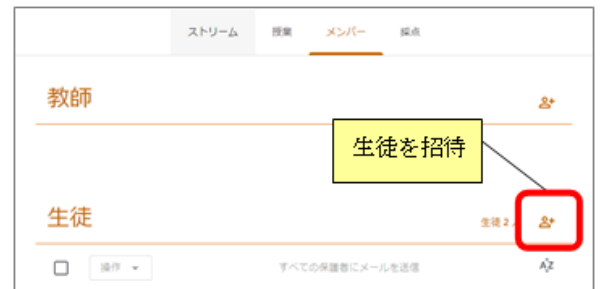 ストリーム 授業 メンバー 採点
教師
生徒を招待
生徒 生徒 2
操作 すべての保護者にメールを送信